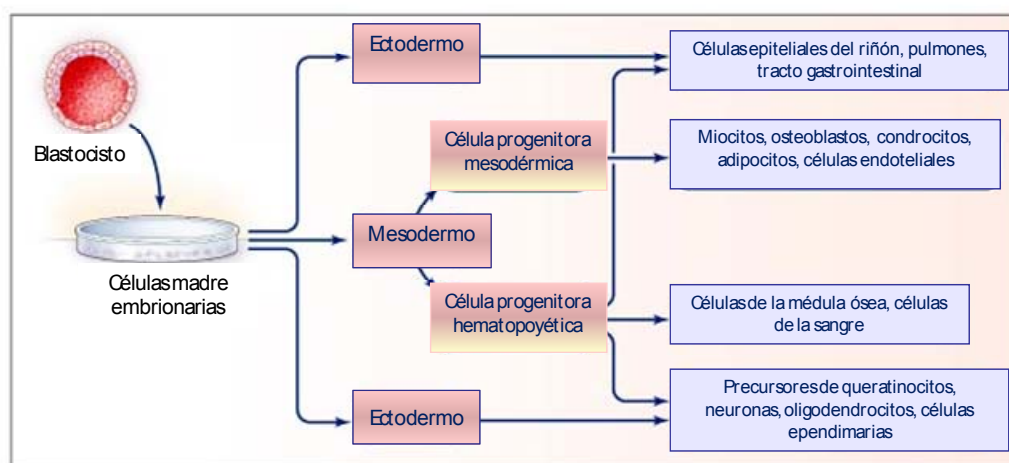 Ectodermo
Células epiteliales del riñón, pulmones,
tracto gastrointestinal
Blastocisto
Célula progenitora
mesodérmica
Miocitos, osteoblastos, condrocitos,
adipocitos, células endoteliales
Mesodermo
Células madre
embrionarias
Célula progenitora
hematopoyética
Células de la médula ósea, células
de la sangre
Ectodermo
Precursores de queratinocitos,
neuronas, oligodendrocitos, células
ependimarias